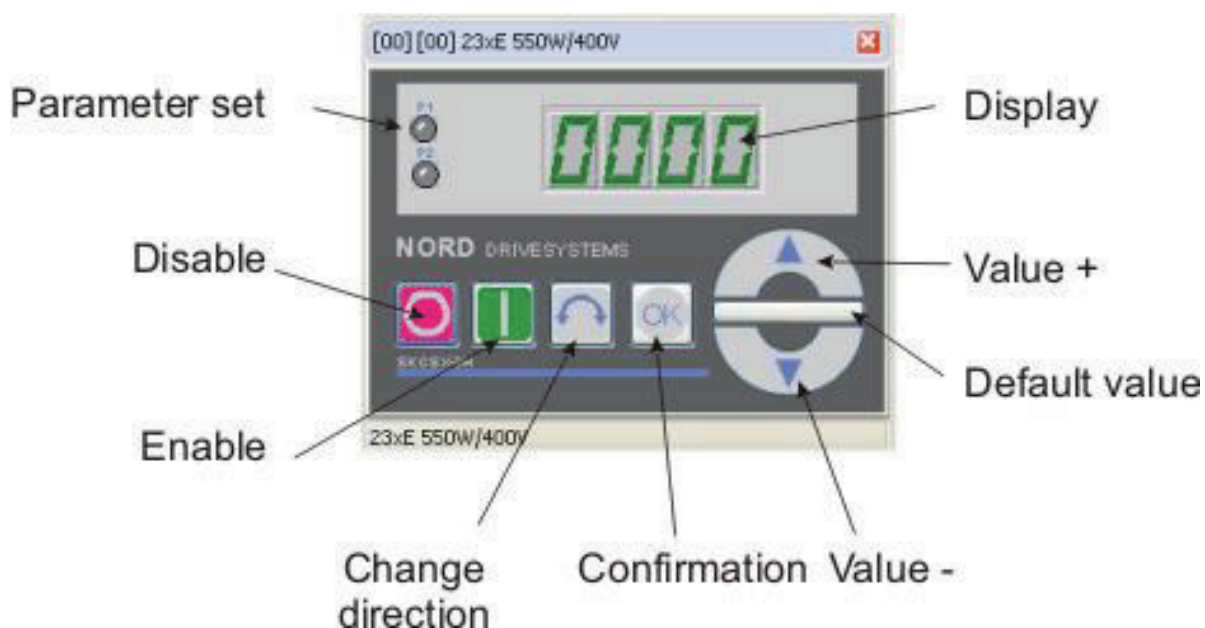 [00] [00] 23xE 550W/400V
Parameter set
P1
P2
0000
Display
Disable
NORD DRIVESYSTEMS
Value +
OK
Default value
Enable
23xE 550W/400V
Change
direction
Confirmation
Value -